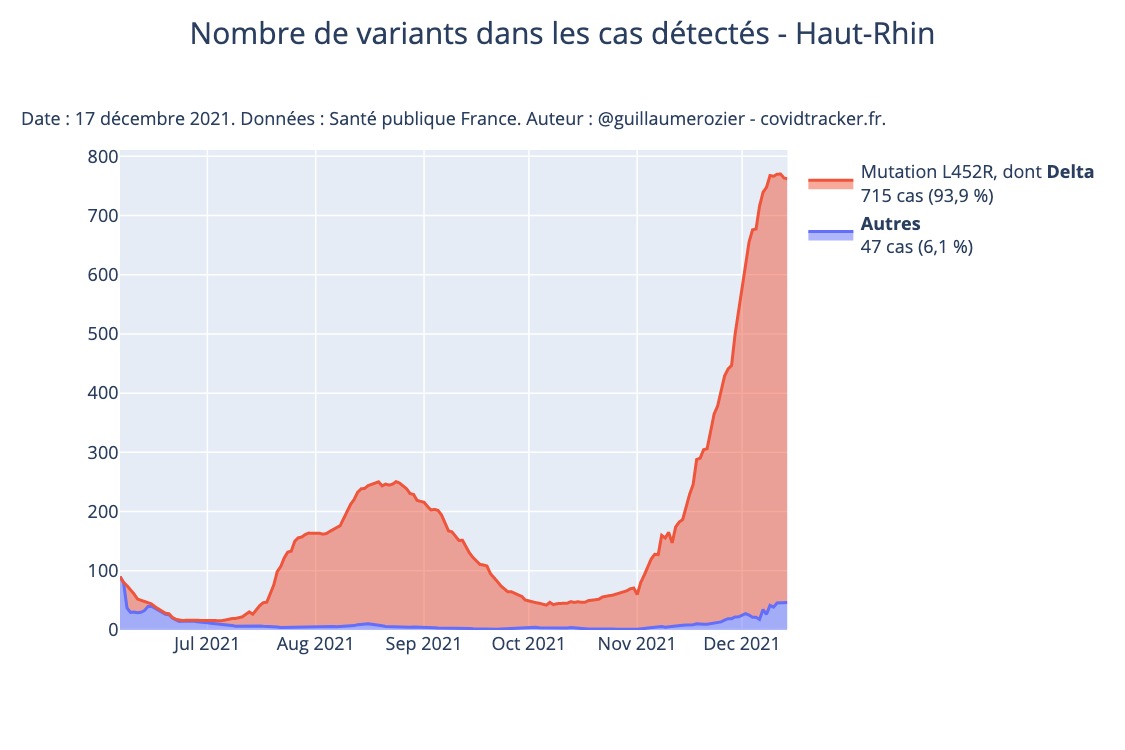 Nombre de variants dans les cas détectés - Haut-Rhin
Date : 17 décembre 2021. Données : Santé publique France. Auteur : @guillaumerozier - covidtracker.fr.
800
700
600
500
400
300
200
100
0
Jul 2021 Aug 2021 Sep 2021 Oct 2021 Nov 2021 Dec 2021
Mutation L452R, dont Delta
715 cas (93,9 %)
Autres
47 cas (6,1 %)